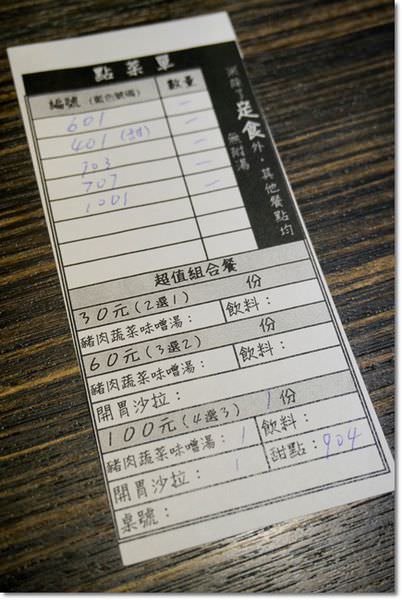 點菜單
編號(藍色號碼) 數量
601 一
401 一
703 一
707 一
1001 一
※除了定食外,其他餐點均無附湯
超值組合餐
30元(2選1) 份
豬肉蔬菜味噌湯: 飲料:
60元(3選2) 份
豬肉蔬菜味噌湯: 飲料:
開胃沙拉:
100元(4選3) 1份
豬肉蔬菜味噌湯: 1 飲料:
開胃沙拉: 1 甜點:904
桌號: